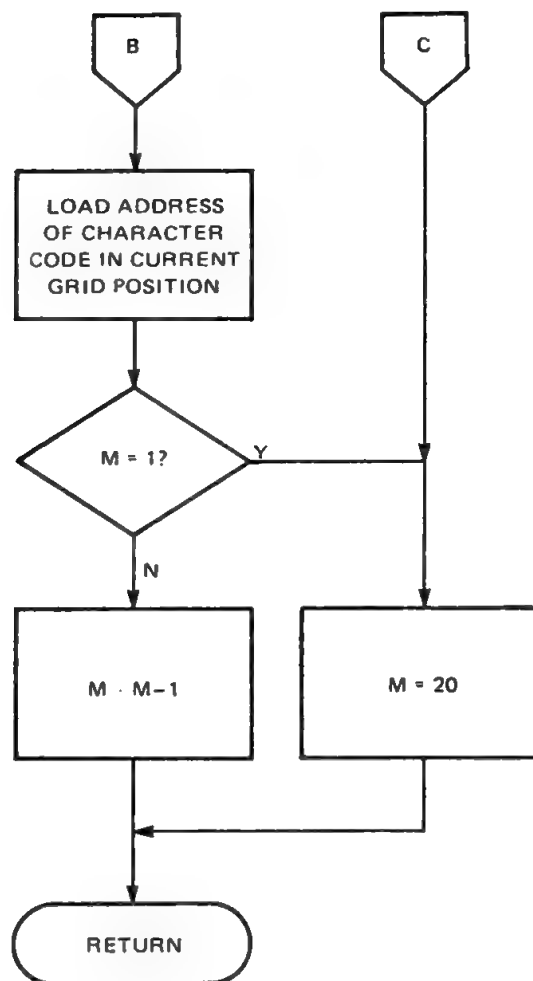 B
C
LOAD ADDRESS
OF CHARACTER
CODE IN CURRENT
GRID POSITION
M = 1?
Y
N
M - M-1
M = 20
RETURN